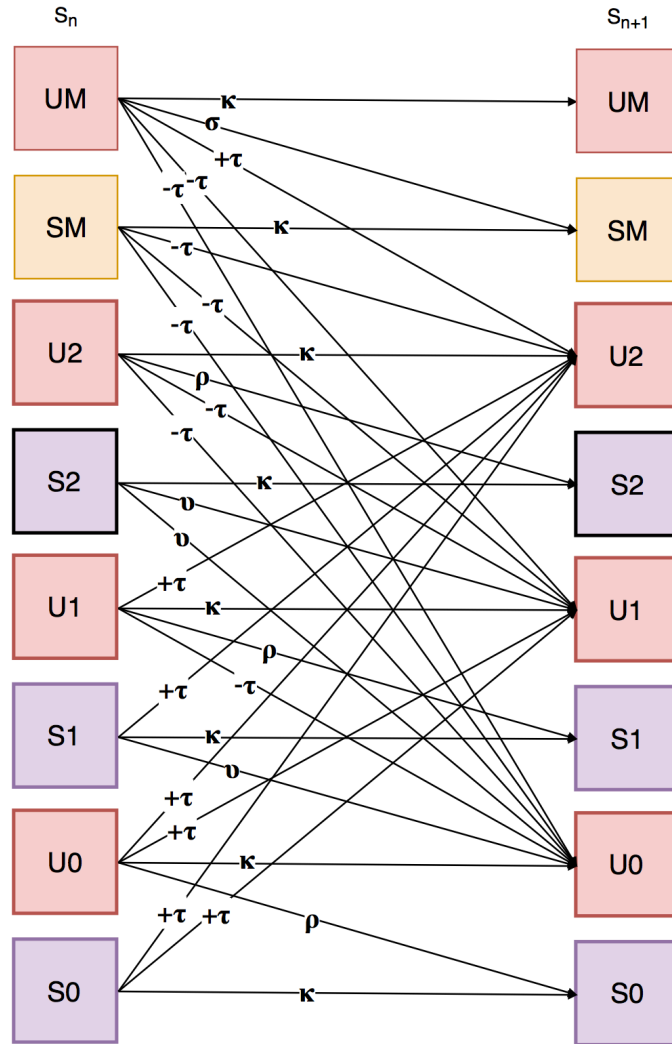 Sn Sn+1
UM κ UM
σ
+τ
-τ -τ
SM κ SM
-τ
-τ
-τ
U2 κ U2
ρ
-τ
-τ
S2 κ S2
υ
υ
+τ
U1 κ U1
ρ
-τ
+τ
S1 κ S1
υ
+τ
+τ
U0 κ U0
+τ +τ
ρ
S0 κ S0